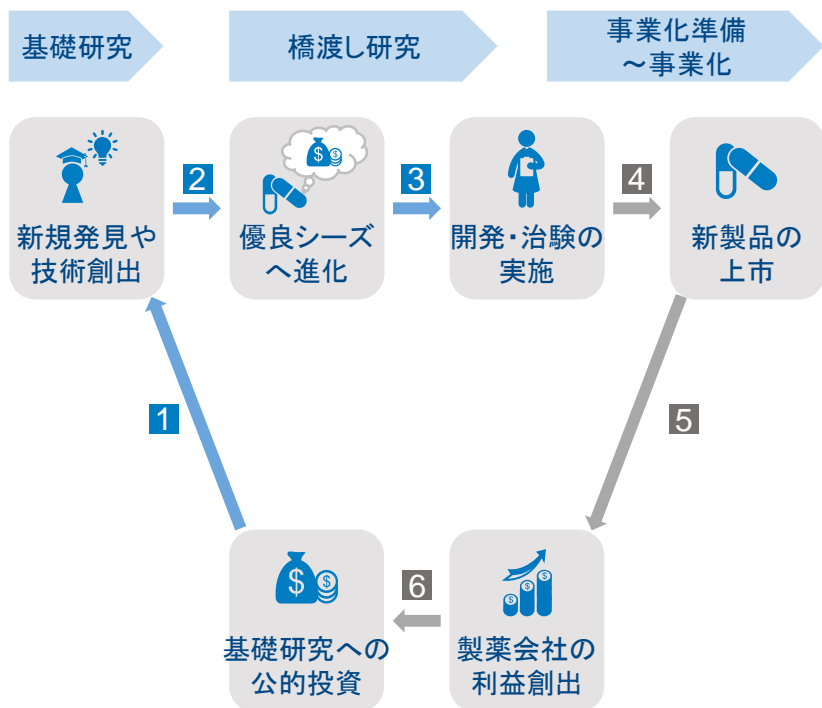 基礎研究
橋渡し研究
事業化準備
～事業化
$
2
3
4
新規発見や
技術創出
優良シーズ
へ進化
開発・治験の
実施
新製品の
上市
1
5
$
$
6
$
$
$
基礎研究への
公的投資
製薬会社の
利益創出